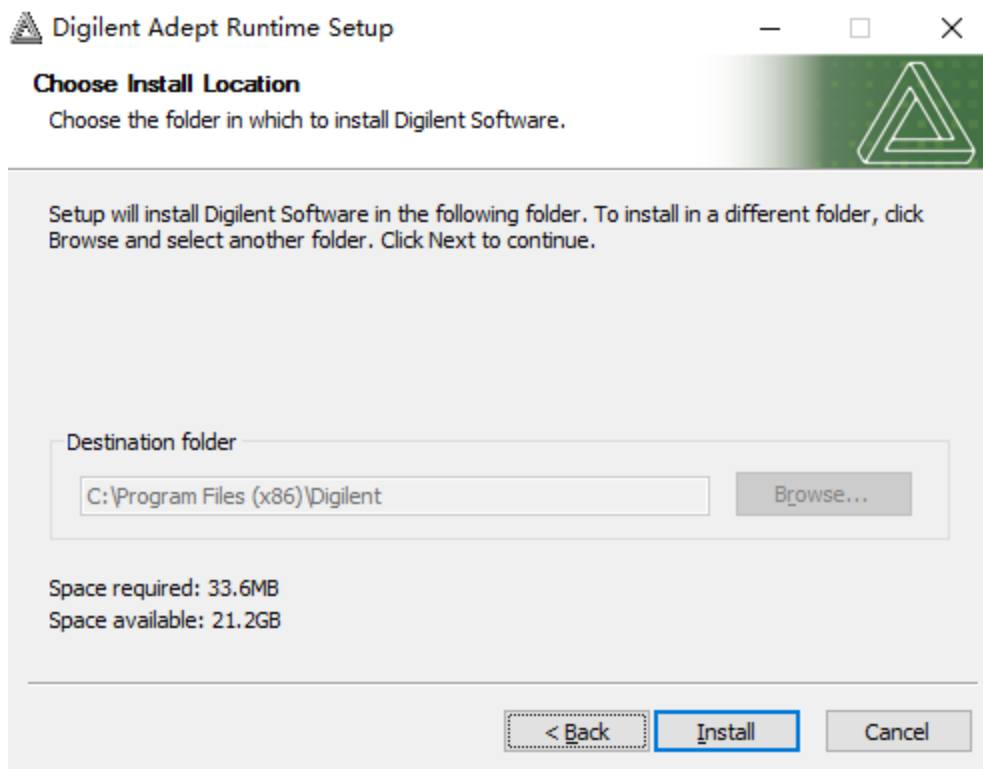 Digilent Adept Runtime Setup
Choose Install Location
Choose the folder in which to install Digilent Software.
Setup will install Digilent Software in the following folder. To install in a different folder, click
Browse and select another folder. Click Next to continue.
Destination folder
C:\Program Files (x86)\Digilent
Browse...
Space required: 33.6MB
Space available: 21.2GB
< Back
Install
Cancel